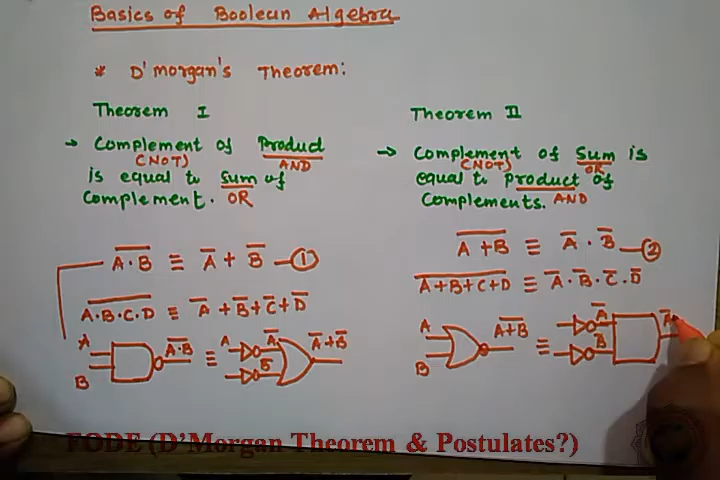 Basics of Boolean Algebra
* D'morgan's Theorem:
Theorem I
→ Complement of Product
(NOT) AND
is equal to Sum of
Complement. OR
A̅ ̅·̅ ̅B̅ ≡ A̅ + B̅ — ①
A̅·̅B̅·̅C̅·̅D̅ ≡ A̅ + B̅ + C̅ + D̅
A B A̅·̅B̅ ≡ A A̅ B̅ A̅+B̅
Theorem II
→ Complement of Sum is
(NOT) OR
equal to Product of
Complements. AND
A̅ ̅+̅ ̅B̅ ≡ A̅ · B̅ — ②
A̅+̅B̅+̅C̅+̅D̅ ≡ A̅ · B̅ · C̅ · D̅
A B A̅+̅B̅ ≡ A̅ B̅ A̅
FODE (D’Morgan Theorem & Postulates?)